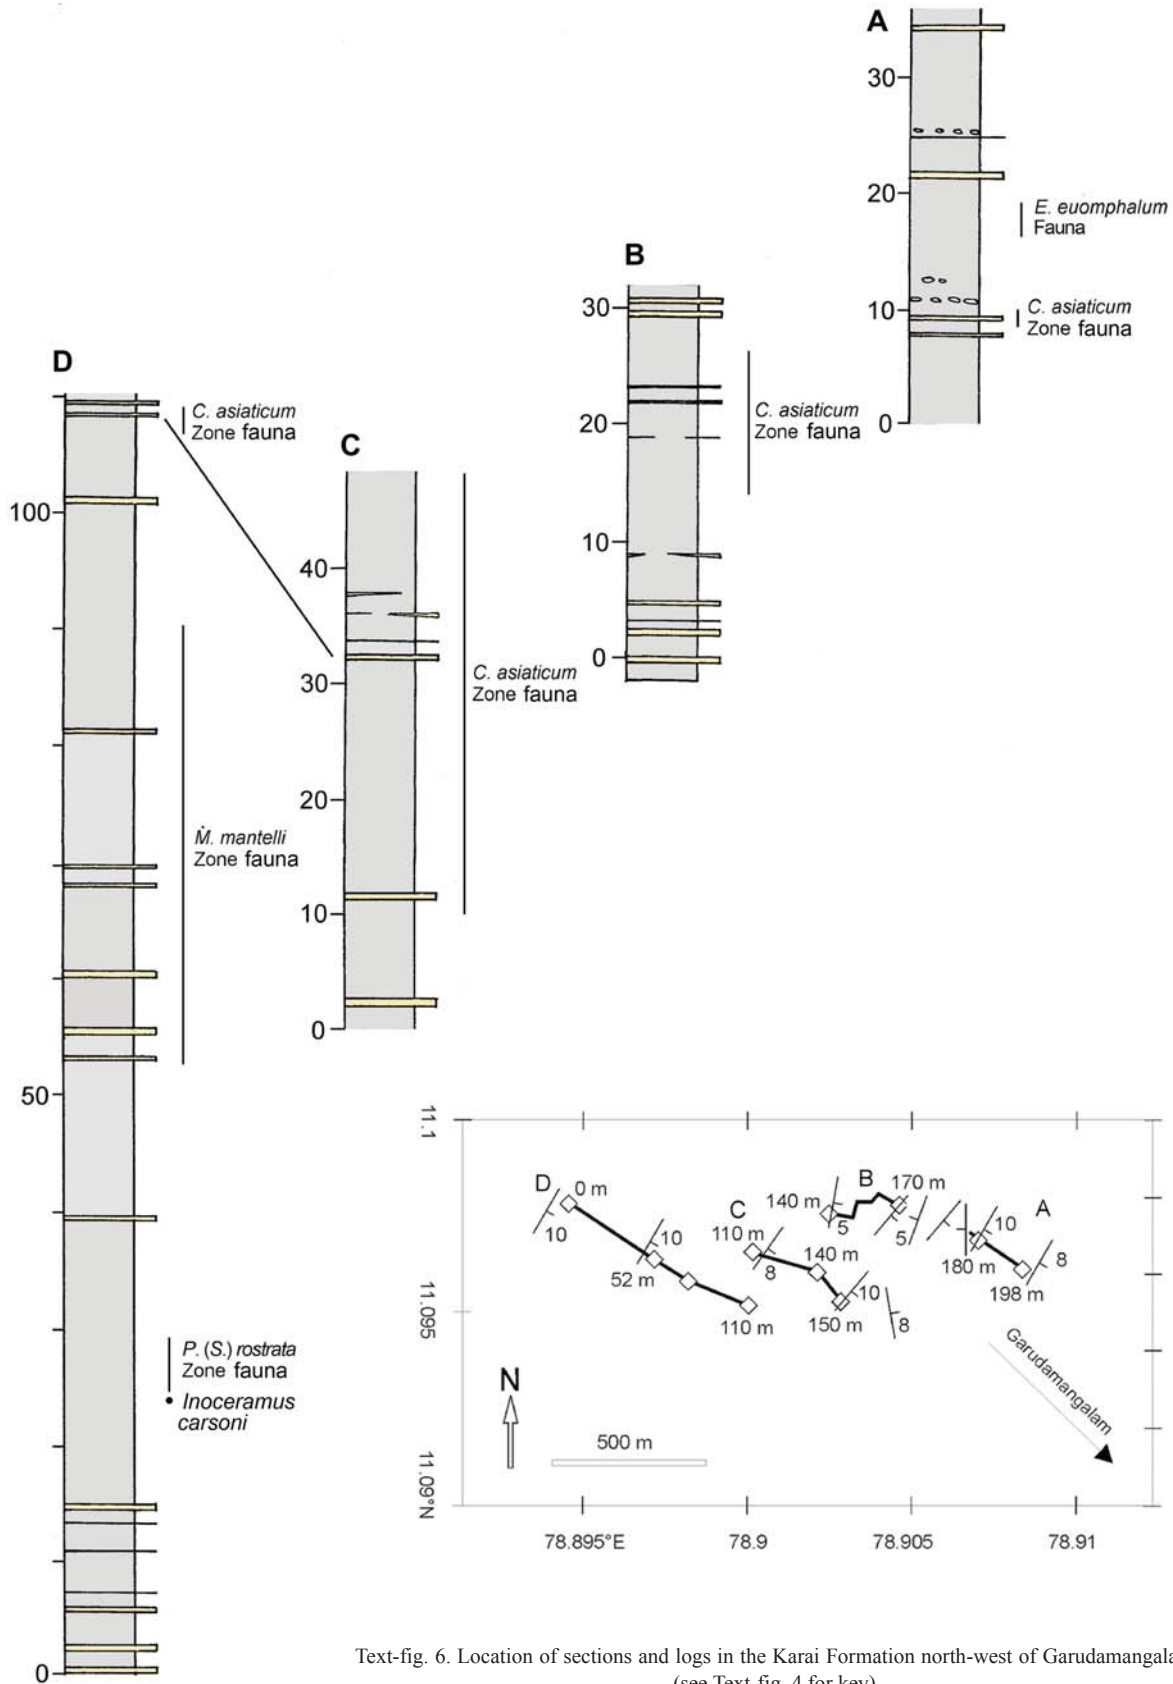 A
30
20
10
0
E. euomphalum
Fauna
C. asiaticum
Zone fauna
B
30
20
10
0
C. asiaticum
Zone fauna
D
100
50
0
C. asiaticum
Zone fauna
M. mantelli
Zone fauna
P. (S.) rostrata
Zone fauna
• Inoceramus
carsoni
C
40
30
20
10
0
C. asiaticum
Zone fauna
11.1
11.095
11.09°N
D
0 m
10
10
52 m
110 m
C
110 m
8
140 m
150 m
10
8
140 m
5
B
170 m
5
A
10
180 m
8
198 m
Garudamangalam
N
500 m
78.895°E
78.9
78.905
78.91
Text-fig. 6. Location of sections and logs in the Karai Formation north-west of Garudamangala
(see Text-fig. 4 for key)